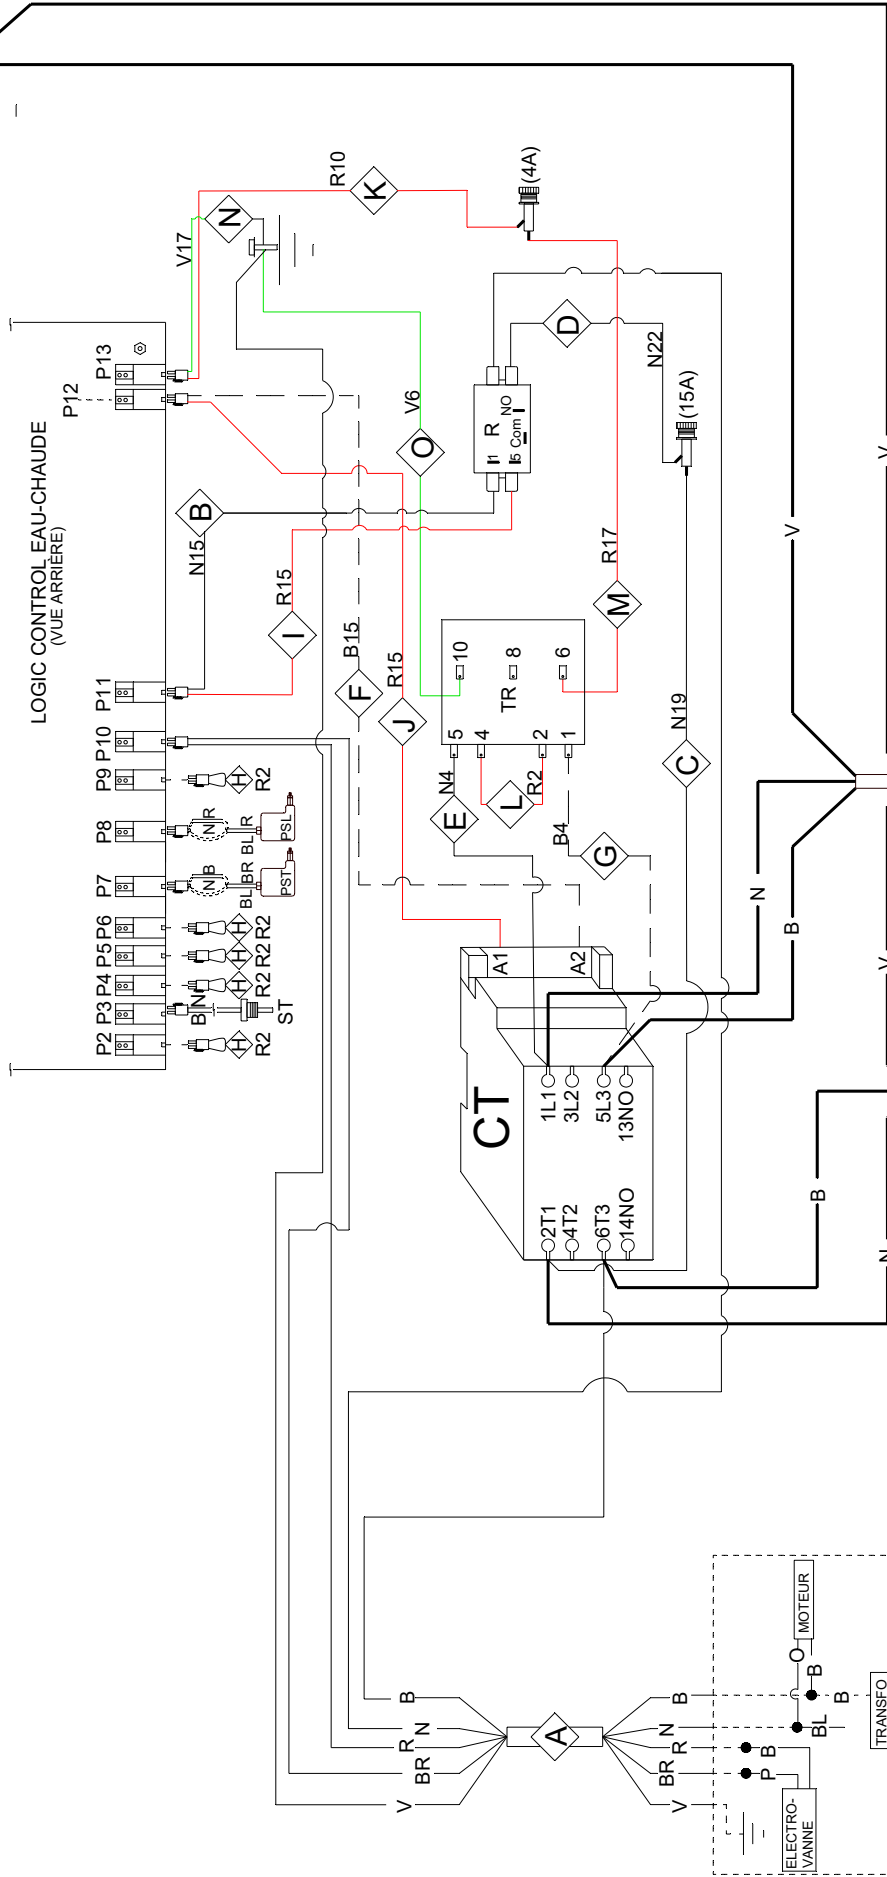 LOGIC CONTROL EAU-CHAUDE
(VUE ARRIÈRE)
P2
P3
P4
P5
P6
P7
P8
P9
P10
P11
P12
P13
H
R2
B
N
ST
H
R2
H
R2
H
R2
N
B
BL
BR
PST
N
R
BL
R
PSL
H
R2
N15
B
R15
I
B15
F
R15
J
V17
N
R10
K
(4A)
V6
O
I1
R
NO
I5
Com
I
D
N22
(15A)
R17
M
N19
C
TR
10
8
6
5
4
2
1
N4
E
L
R2
B4
G
A1
A2
CT
1L1
3L2
5L3
13NO
2T1
4T2
6T3
14NO
V
N
B
B
V
V
N
B
N
R
BR
V
A
B
N
R
BR
V
B
P
ELECTRO-
VANNE
O
B
BL
B
MOTEUR
TRANSFO